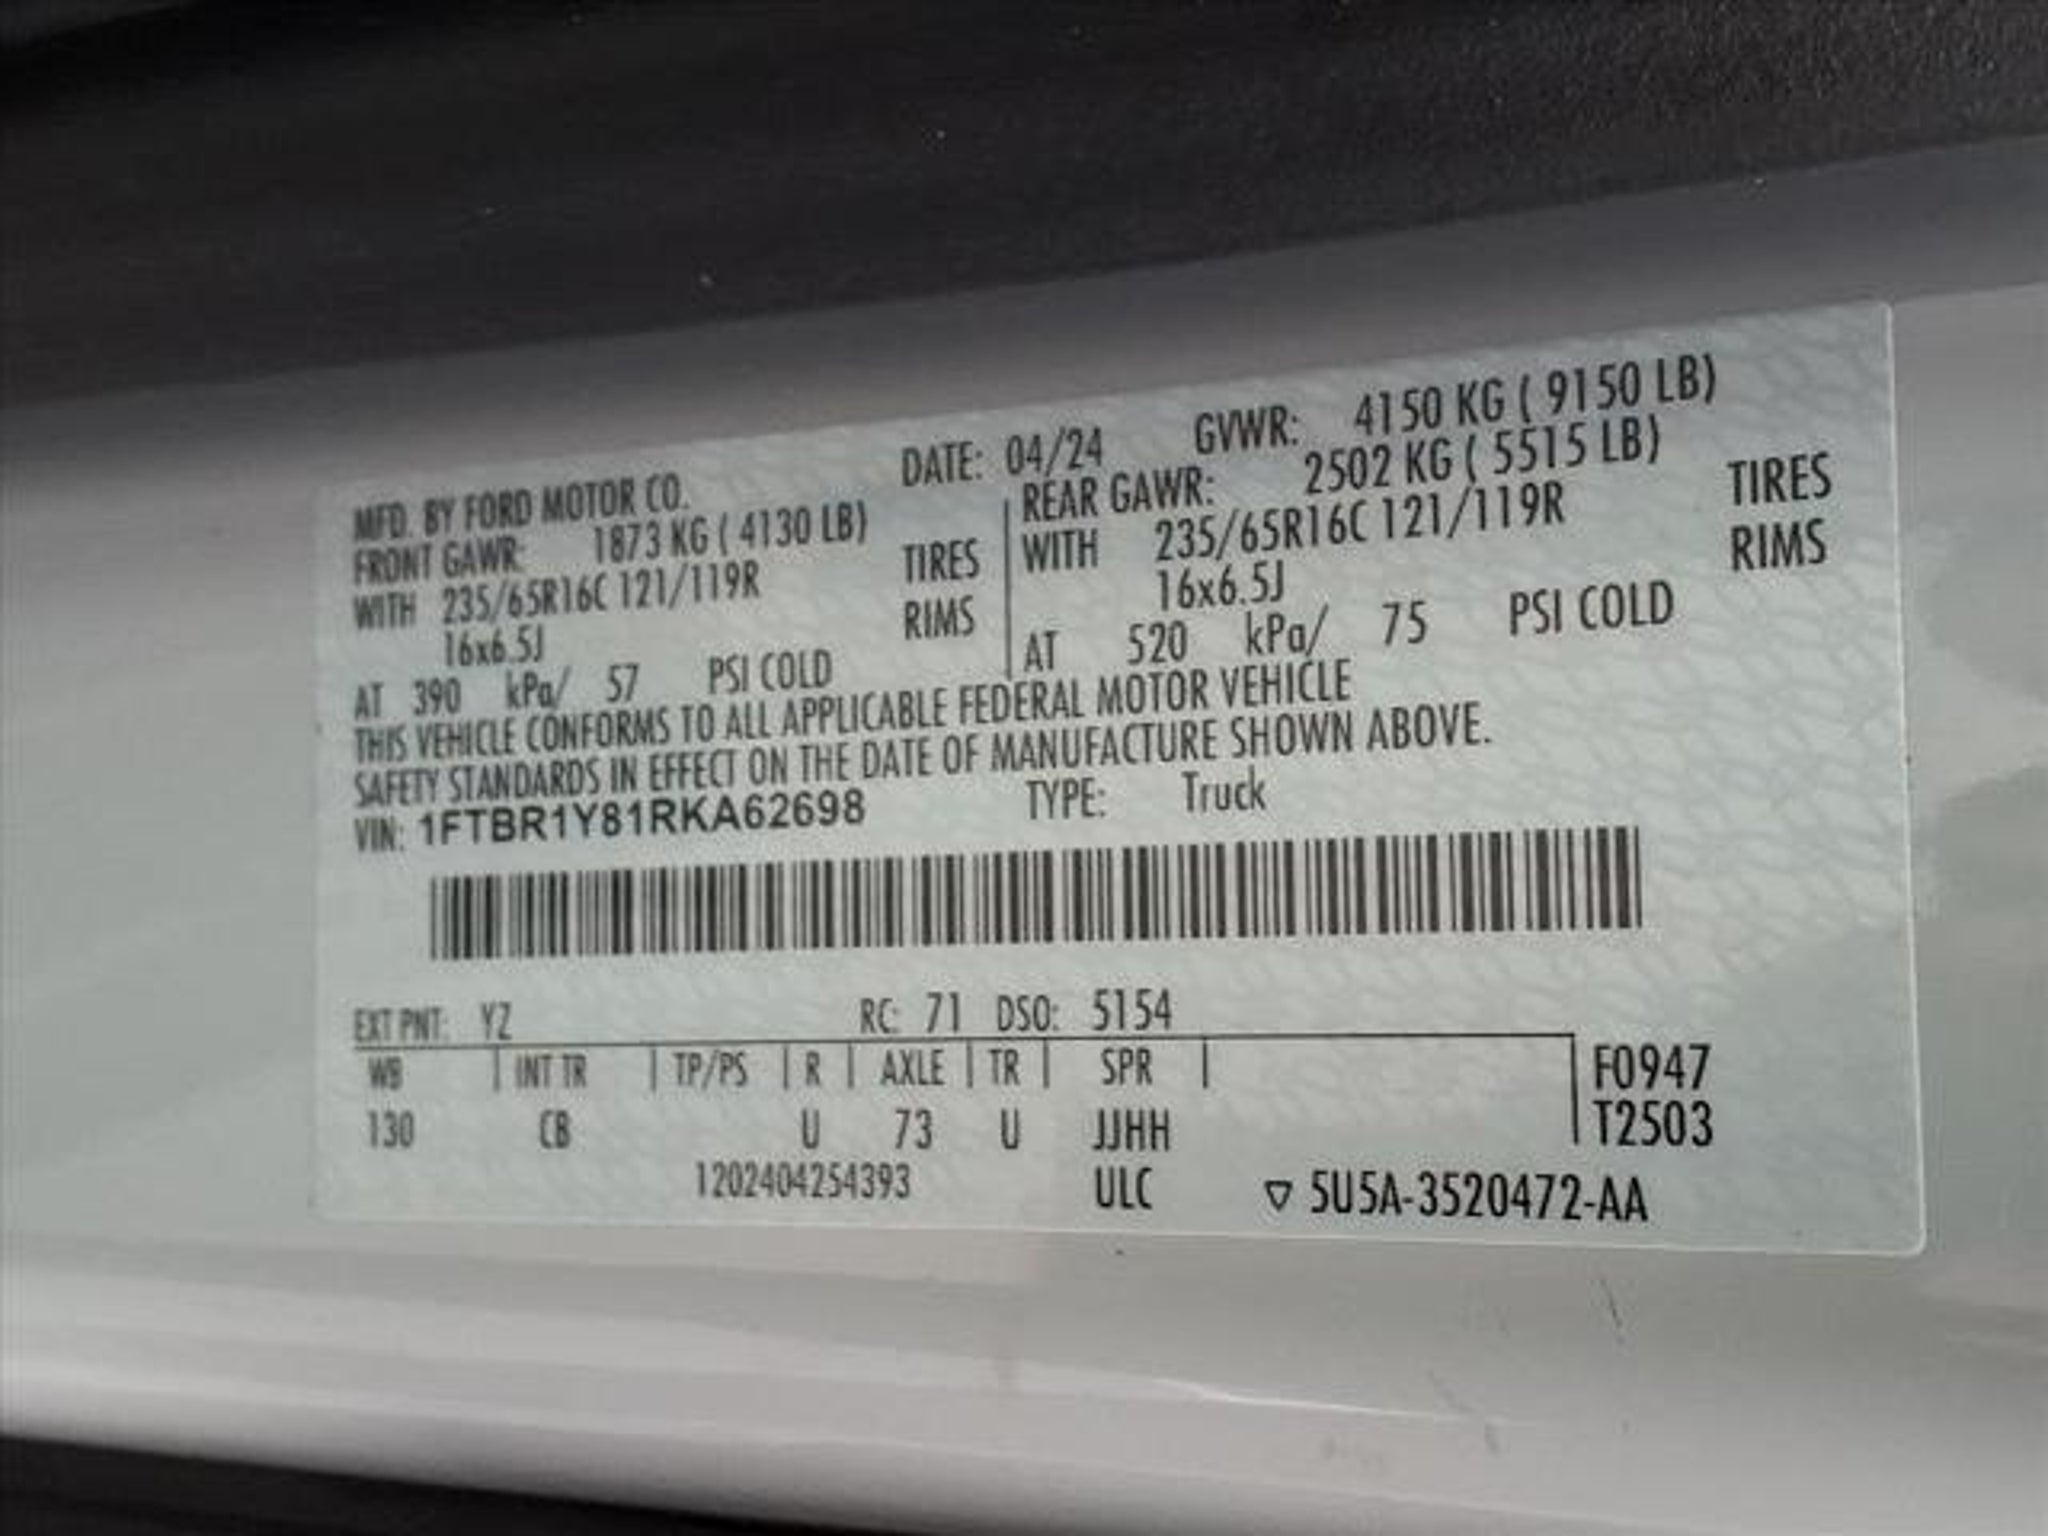 MFD. BY FORD MOTOR CO. DATE: 04/24 GVWR: 4150 KG ( 9150 LB)
FRONT GAWR: 1873 KG ( 4130 LB) REAR GAWR: 2502 KG ( 5515 LB)
WITH 235/65R16C 121/119R TIRES WITH 235/65R16C 121/119R TIRES
16x6.5J RIMS 16x6.5J RIMS
AT 390 kPa/ 57 PSI COLD AT 520 kPa/ 75 PSI COLD
THIS VEHICLE CONFORMS TO ALL APPLICABLE FEDERAL MOTOR VEHICLE
SAFETY STANDARDS IN EFFECT ON THE DATE OF MANUFACTURE SHOWN ABOVE.
VIN: 1FTBR1Y81RKA62698 TYPE: Truck
EXT PNT: YZ RC: 71 DSO: 5154
WB INT TR TP/PS R AXLE TR SPR F0947
130 CB U 73 U JJHH T2503
1202404254393 ULC ▽ 5U5A-3520472-AA